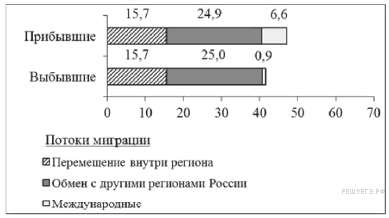 15,7 24,9 6,6
Прибывшие
15,7 25,0 0,9
Выбывшие
0 10 20 30 40 50 60 70
Потоки миграции
Перемещение внутри региона
Обмен с другими регионами России
Международные
РЕШУЕГЭ.РФ